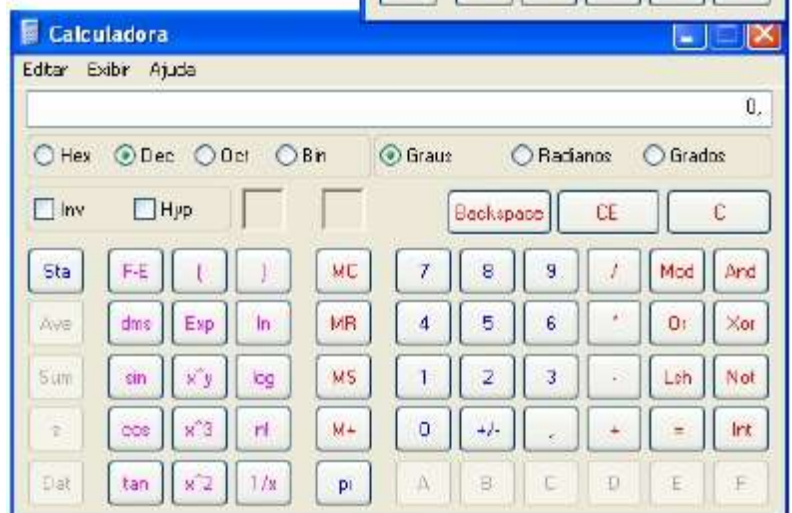 Calculadora
Editar Exibir Ajuda
0,
Hex Dec Oct Bin Graus Radianos Grados
Inv Hyp Backspace CE C
Sta F-E ( ) MC 7 8 9 / Mod And
Ave dms Exp ln MR 4 5 6 * Or Xor
Sum sin x^y log MS 1 2 3 - Lsh Not
s cos x^3 n! M+ 0 +/- , + = Int
Dat tan x^2 1/x pi A B C D E F